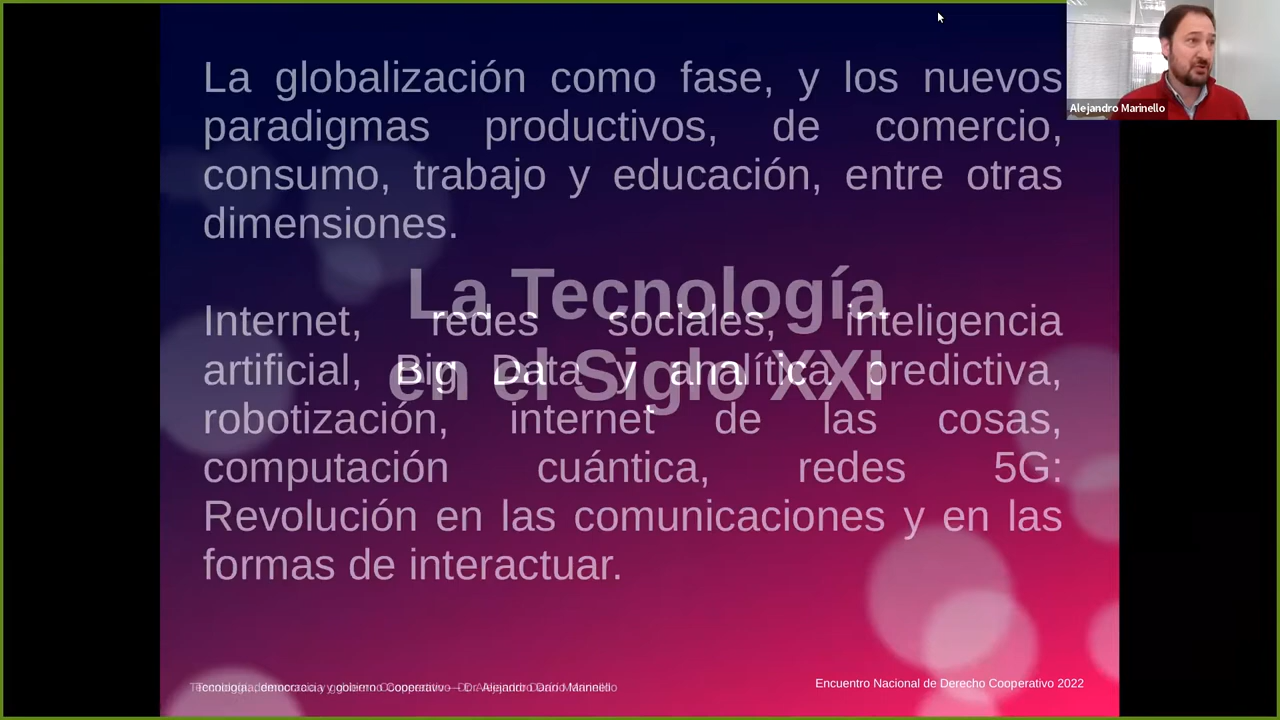 La globalización como fase, y los nuevos
paradigmas productivos, de comercio,
consumo, trabajo y educación, entre otras
dimensiones.
La Tecnología
en el Siglo XXI
Internet, redes sociales, inteligencia
artificial, Big Data y analítica predictiva,
robotización, internet de las cosas,
computación cuántica, redes 5G:
Revolución en las comunicaciones y en las
formas de interactuar.
Tecnología, democracia y gobierno Cooperativo — Dr. Alejandro Darío Marinello
Encuentro Nacional de Derecho Cooperativo 2022
Alejandro Marinello